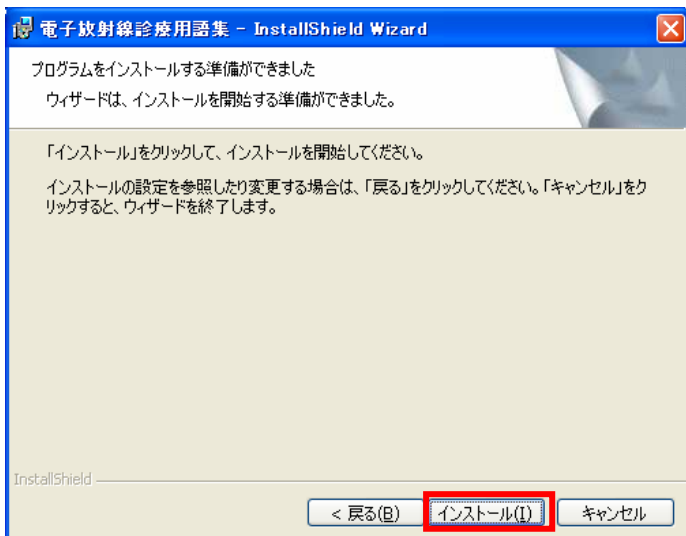 電子放射線診療用語集 - InstallShield Wizard
プログラムをインストールする準備ができました
ウィザードは、インストールを開始する準備ができました。
「インストール」をクリックして、インストールを開始してください。
インストールの設定を参照したり変更する場合は、「戻る」をクリックしてください。「キャンセル」をク
リックすると、ウィザードを終了します。
InstallShield
< 戻る(B) インストール(I) キャンセル